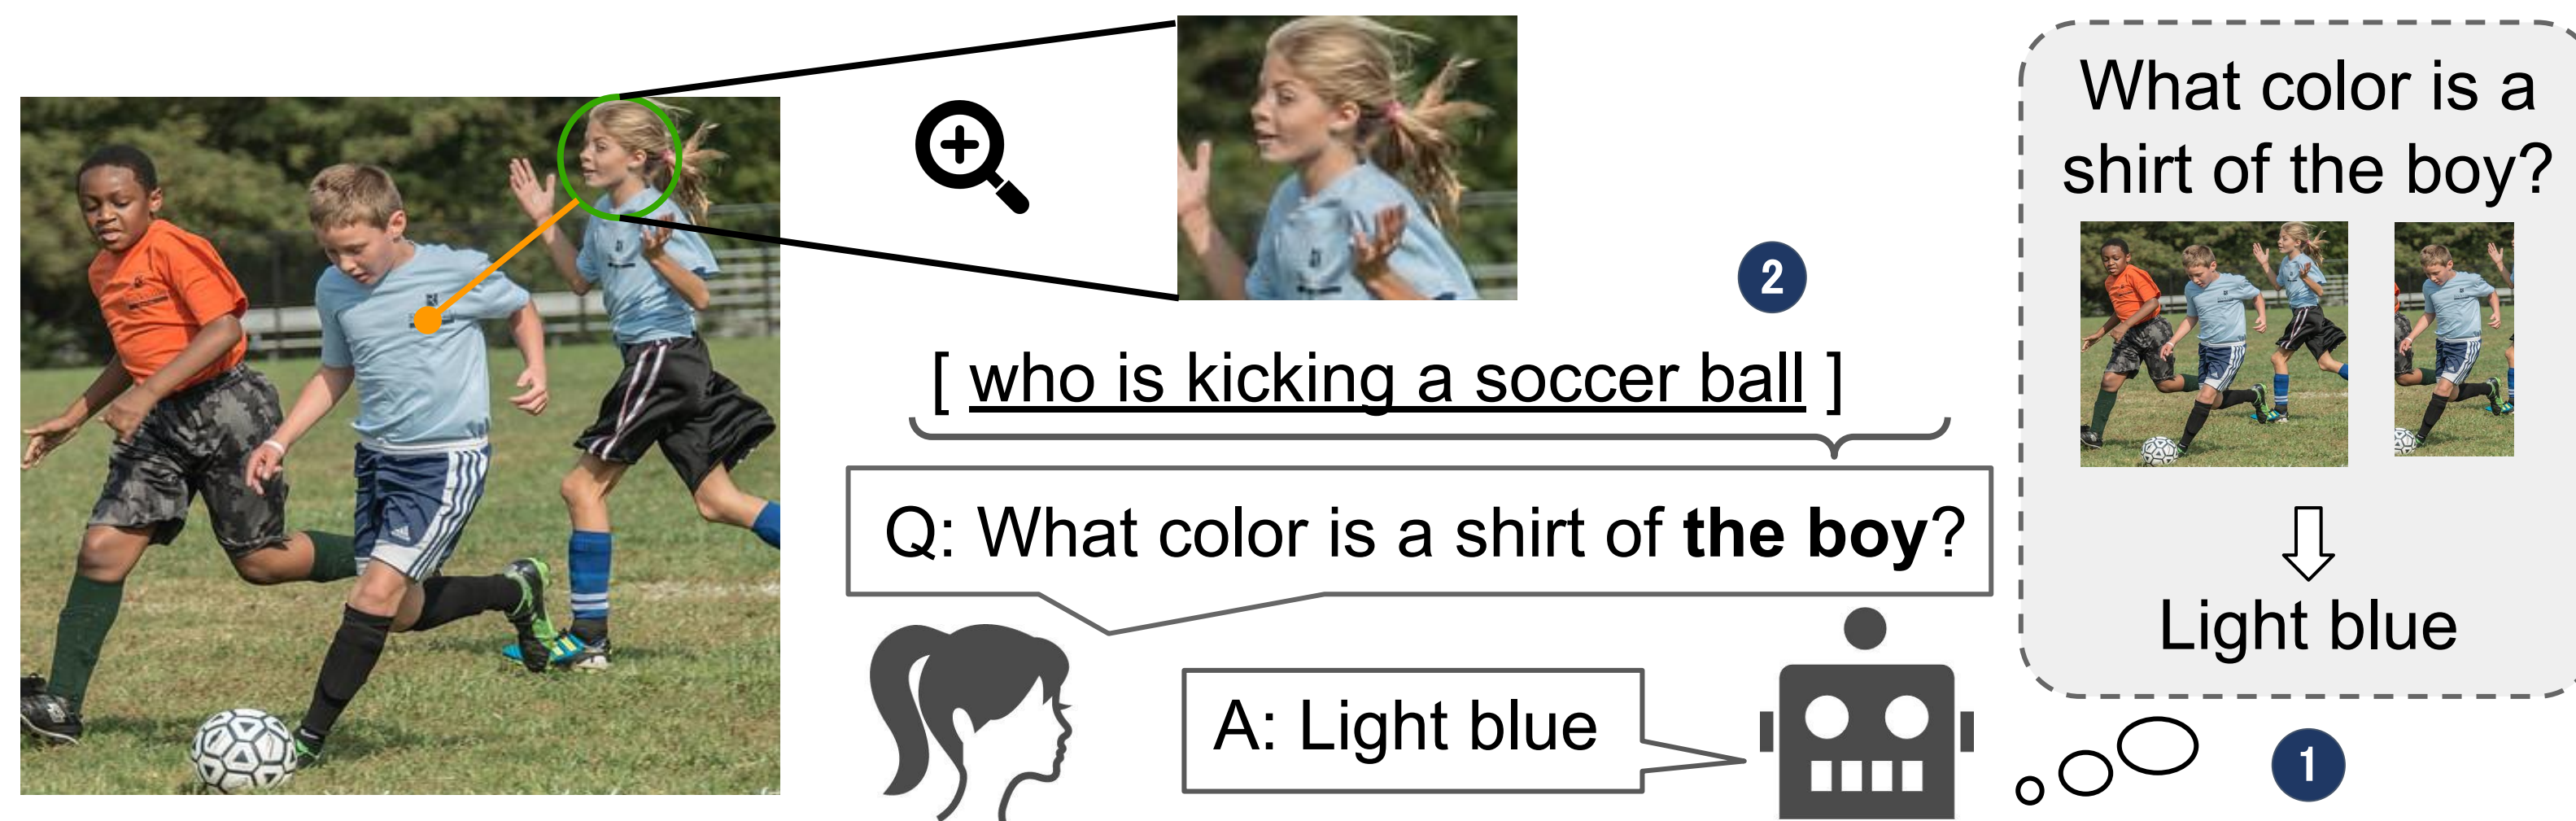 2
[ who is kicking a soccer ball ]
Q: What color is a shirt of the boy?
A: Light blue
What color is a
shirt of the boy?
Light blue
1